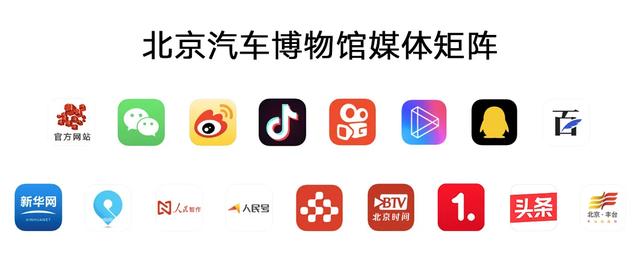 北京汽车博物馆媒体矩阵
官方网站
百
新华网
XINHUANET
人民智作
人民号
BTV
北京时间
1.
头条
北京·丰台